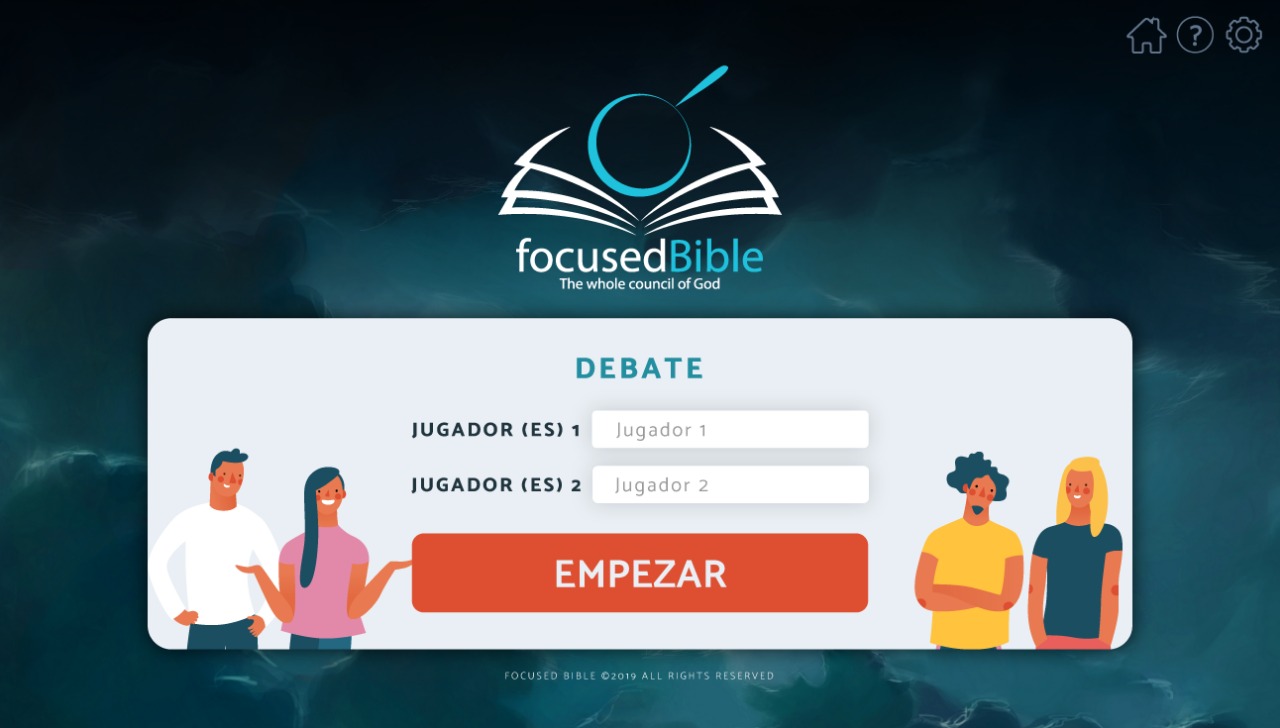 ?
focusedBible
The whole council of God
DEBATE
JUGADOR (ES) 1 Jugador 1
JUGADOR (ES) 2 Jugador 2
EMPEZAR
FOCUSED BIBLE ©2019 ALL RIGHTS RESERVED